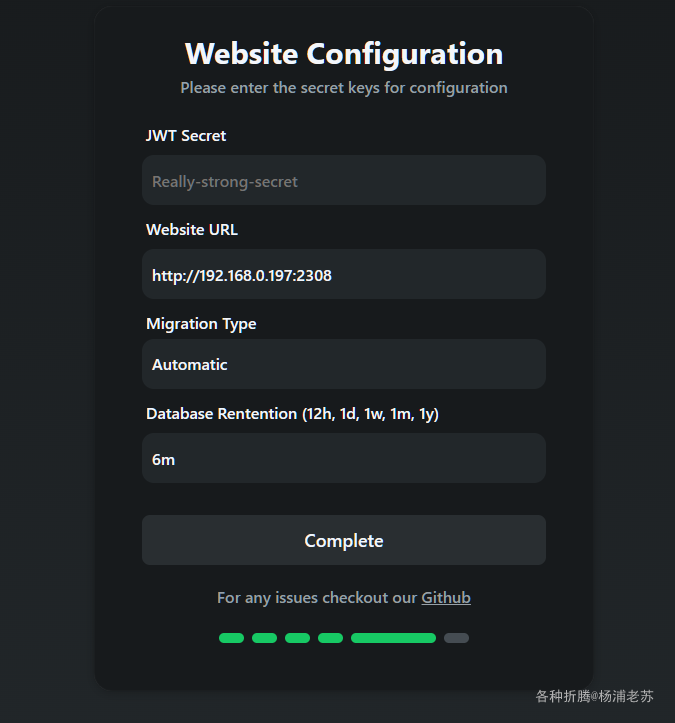 Website Configuration
Please enter the secret keys for configuration
JWT Secret
Really-strong-secret
Website URL
http://192.168.0.197:2308
Migration Type
Automatic
Database Rentention (12h, 1d, 1w, 1m, 1y)
6m
Complete
For any issues checkout our Github
各种折腾@杨浦老苏